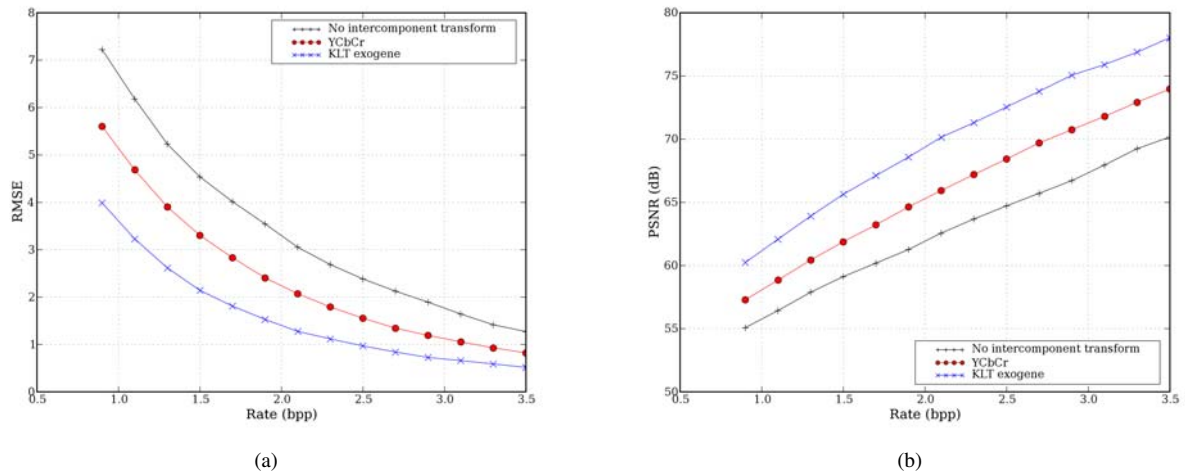 8
7
6
5
4
3
2
1
0
RMSE
No intercomponent transform
YCbCr
KLT exogene
0.5 1.0 1.5 2.0 2.5 3.0 3.5
Rate (bpp)
(a)
80
75
70
65
60
55
50
PSNR (dB)
No intercomponent transform
YCbCr
KLT exogene
0.5 1.0 1.5 2.0 2.5 3.0 3.5
Rate (bpp)
(b)